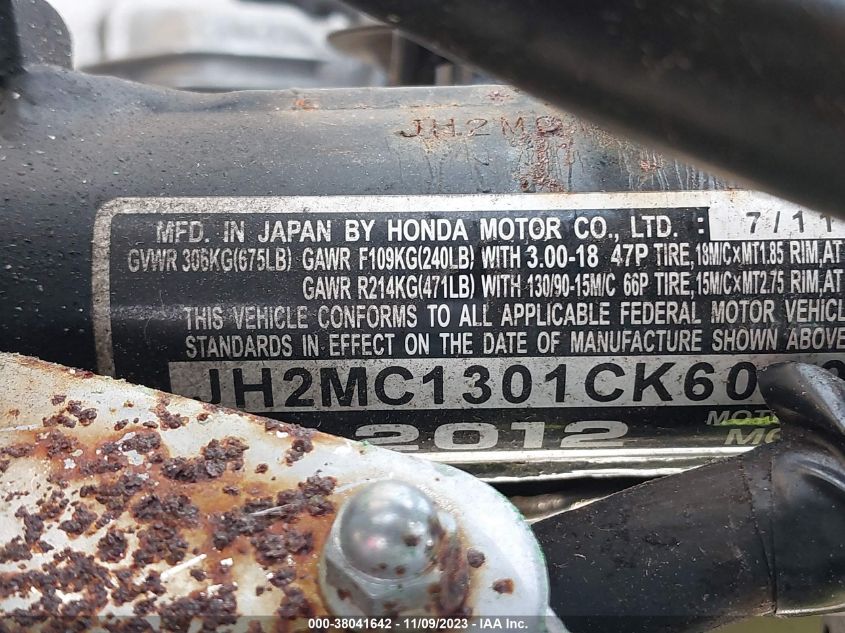 JH2MC
MFD. IN JAPAN BY HONDA MOTOR CO., LTD. : 7/11
GVWR 306KG(675LB) GAWR F109KG(240LB) WITH 3.00-18 47P TIRE, 18M/C×MT1.85 RIM, AT
GAWR R214KG(471LB) WITH 130/90-15M/C 66P TIRE, 15M/C×MT2.75 RIM, AT
THIS VEHICLE CONFORMS TO ALL APPLICABLE FEDERAL MOTOR VEHICL
STANDARDS IN EFFECT ON THE DATE OF MANUFACTURE SHOWN ABOVE
JH2MC1301CK60
2012 MOT
000-38041642 - 11/09/2023 - IAA Inc.